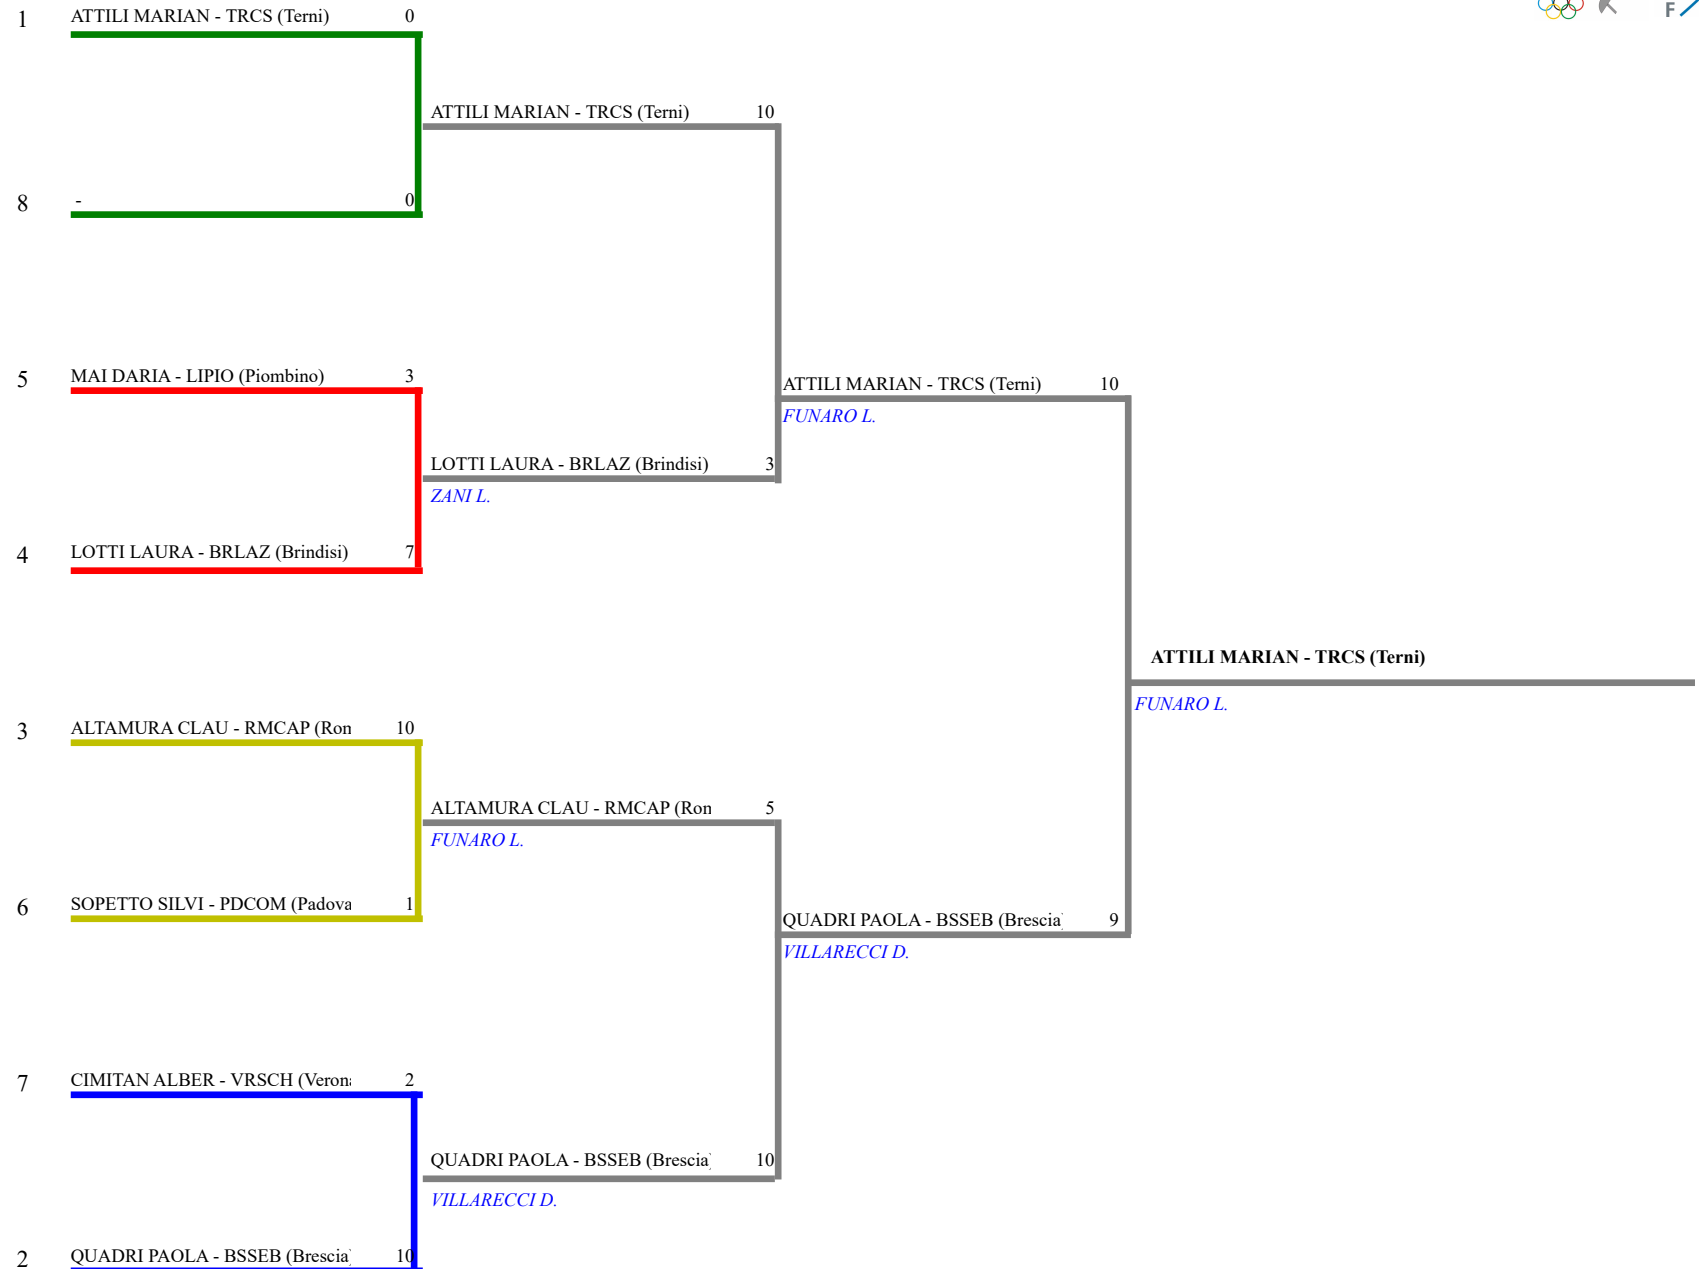 F
1 ATTILI MARIAN - TRCS (Terni) 0
ATTILI MARIAN - TRCS (Terni) 10
8 - 0
5 MAI DARIA - LIPIO (Piombino) 3
ATTILI MARIAN - TRCS (Terni) 10
FUNARO L.
LOTTI LAURA - BRLAZ (Brindisi) 3
ZANI L.
4 LOTTI LAURA - BRLAZ (Brindisi) 7
ATTILI MARIAN - TRCS (Terni)
FUNARO L.
3 ALTAMURA CLAU - RMCAP (Ron 10
ALTAMURA CLAU - RMCAP (Ron 5
FUNARO L.
6 SOPETTO SILVI - PDCOM (Padova 1
QUADRI PAOLA - BSSEB (Brescia 9
VILLARECCI D.
7 CIMITAN ALBER - VRSCH (Veron 2
QUADRI PAOLA - BSSEB (Brescia 10
VILLARECCI D.
2 QUADRI PAOLA - BSSEB (Brescia 10